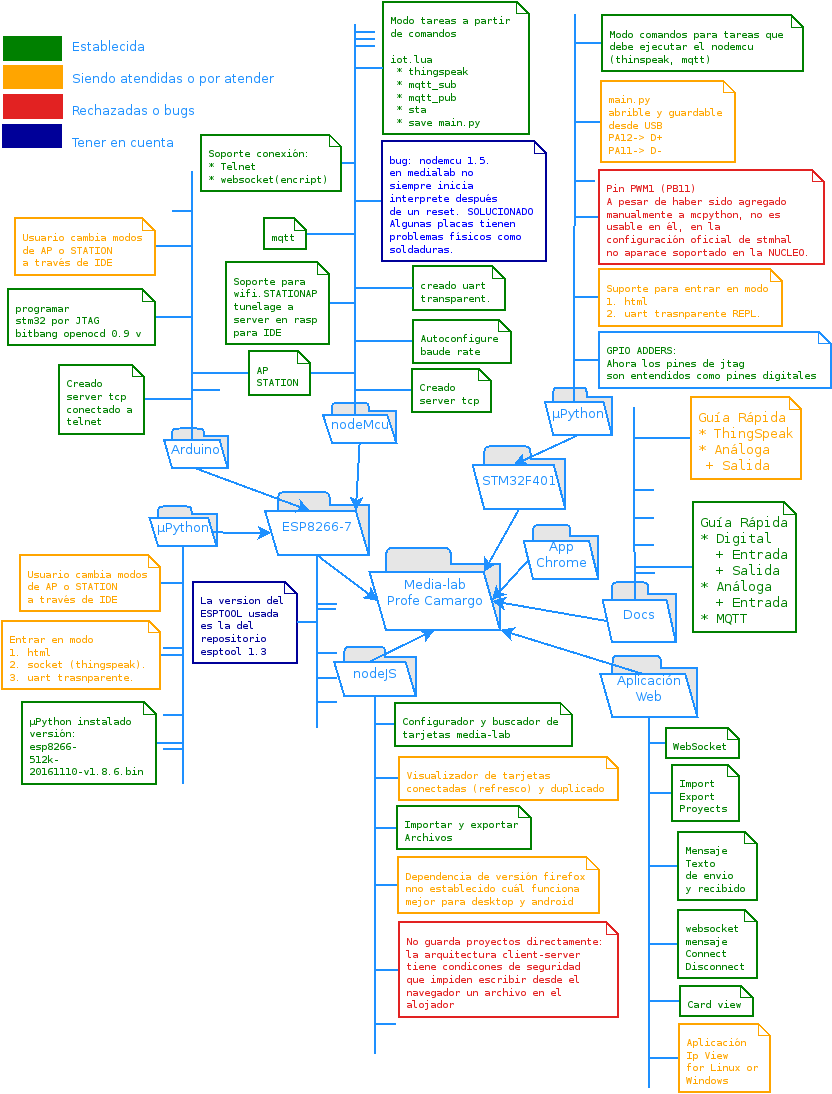 Establecida
Siendo atendidas o por atender
Rechazadas o bugs
Tener en cuenta
Modo tareas a partir
de comandos
iot.lua
* thingspeak
* mqtt_sub
* mqtt_pub
* sta
* save main.py
Modo comandos para tareas que
debe ejecutar el nodemcu
(thinspeak, mqtt)
main.py
abrible y guardable
desde USB
PA12-> D+
PA11-> D-
Soporte conexión:
* Telnet
* websocket(encript)
bug: nodemcu 1.5.
en medialab no
siempre inicia
interprete después
de un reset. SOLUCIONADO
Algunas placas tienen
problemas físicos como
soldaduras.
Pin PWM1 (PB11)
A pesar de haber sido agregado
manualmente a mcpython, no es
usable en él, en la
configuración oficial de stmhal
no aparace soportado en la NUCLEO.
Usuario cambia modos
de AP o STATION
a través de IDE
mqtt
Soporte para
wifi.STATIONAP
tunelage a
server en rasp
para IDE
creado uart
transparent.
Suporte para entrar en modo
1. html
2. uart trasnparente REPL.
programar
stm32 por JTAG
bitbang openocd 0.9 v
Autoconfigure
baude rate
GPIO ADDERS:
Ahora los pines de jtag
son entendidos como pines digitales
Creado
server tcp
conectado a
telnet
AP
STATION
Creado
server tcp
Arduino
nodeMcu
µPython
Guía Rápida
* ThingSpeak
* Análoga
+ Salida
STM32F401
µPython
ESP8266-7
App
Chrome
Guía Rápida
* Digital
+ Entrada
+ Salida
* Análoga
+ Entrada
* MQTT
Usuario cambia modos
de AP o STATION
a través de IDE
La version del
ESPTOOL usada
es la del
repositorio
esptool 1.3
Media-lab
Profe Camargo
Docs
Entrar en modo
1. html
2. socket (thingspeak).
3. uart trasnparente.
nodeJS
Aplicación
Web
µPython instalado
versión:
esp8266-
512k-
20161110-v1.8.6.bin
Configurador y buscador de
tarjetas media-lab
WebSocket
Visualizador de tarjetas
conectadas (refresco) y duplicado
Import
Export
Proyects
Importar y exportar
Archivos
Mensaje
Texto
de envio
y recibido
Dependencia de versión firefox
nno establecido cuál funciona
mejor para desktop y android
websocket
mensaje
Connect
Disconnect
No guarda proyectos directamente:
la arquitectura client-server
tiene condicones de seguridad
que impiden escribir desde el
navegador un archivo en el
alojador
Card view
Aplicación
Ip View
for Linux or
Windows